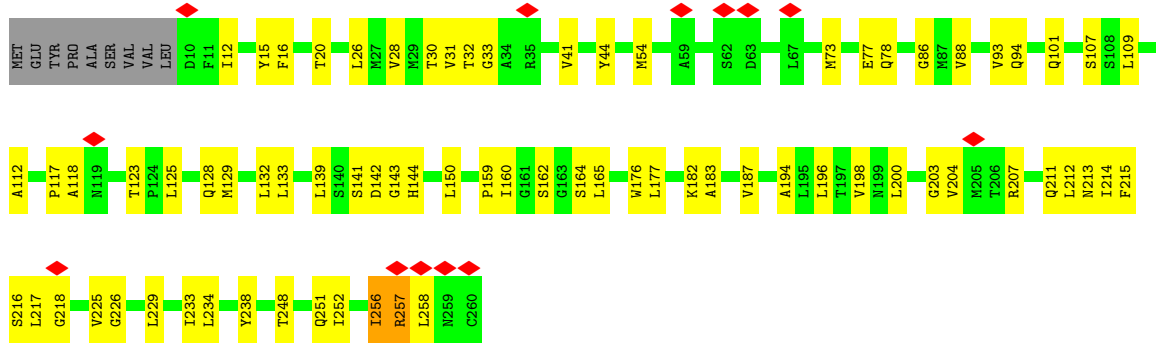 MET GLU TYR PRO ALA SER VAL VAL LEU D10 F11 I12 Y15 F16 T20 L26 M27 V28 M29 T30 V31 T32 G33 A34 R35 V41 Y44 M54 A59 S62 D63 L67 M73 E77 Q78 G86 M87 V88 V93 Q94 Q101 S107 S108 L109
A112 P117 A118 N119 T123 P124 L125 Q128 M129 L132 L133 L139 S140 S141 D142 G143 H144 L150 P159 I160 G161 S162 G163 S164 L165 W176 L177 K182 A183 V187 A194 L195 L196 T197 V198 N199 L200 G203 V204 M205 T206 R207 Q211 L212 N213 I214 F215
S216 L217 G218 V225 G226 L229 I233 L234 Y238 T248 Q251 I252 I256 R257 L258 N259 C260